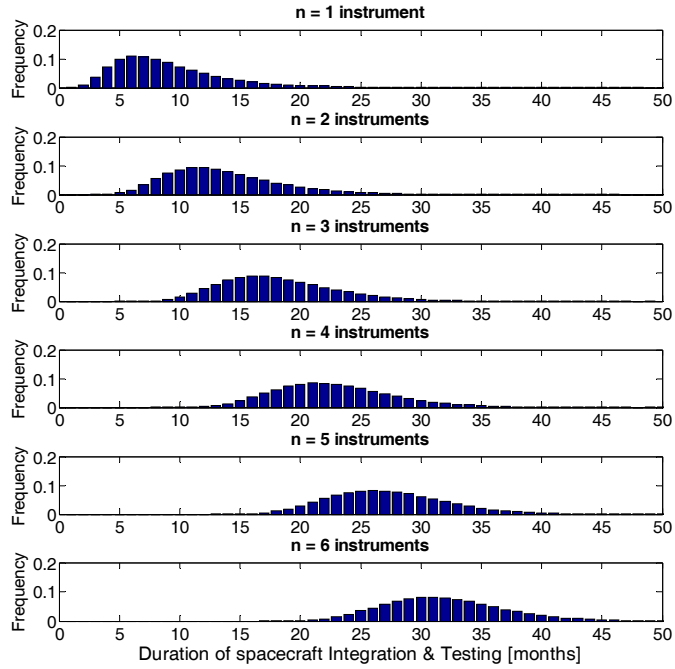 n = 1 instrument
Frequency
0.2
0.1
0
0 5 10 15 20 25 30 35 40 45 50
n = 2 instruments
Frequency
0.2
0.1
0
0 5 10 15 20 25 30 35 40 45 50
n = 3 instruments
Frequency
0.2
0.1
0
0 5 10 15 20 25 30 35 40 45 50
n = 4 instruments
Frequency
0.2
0.1
0
0 5 10 15 20 25 30 35 40 45 50
n = 5 instruments
Frequency
0.2
0.1
0
0 5 10 15 20 25 30 35 40 45 50
n = 6 instruments
Frequency
0.2
0.1
0
0 5 10 15 20 25 30 35 40 45 50
Duration of spacecraft Integration & Testing [months]